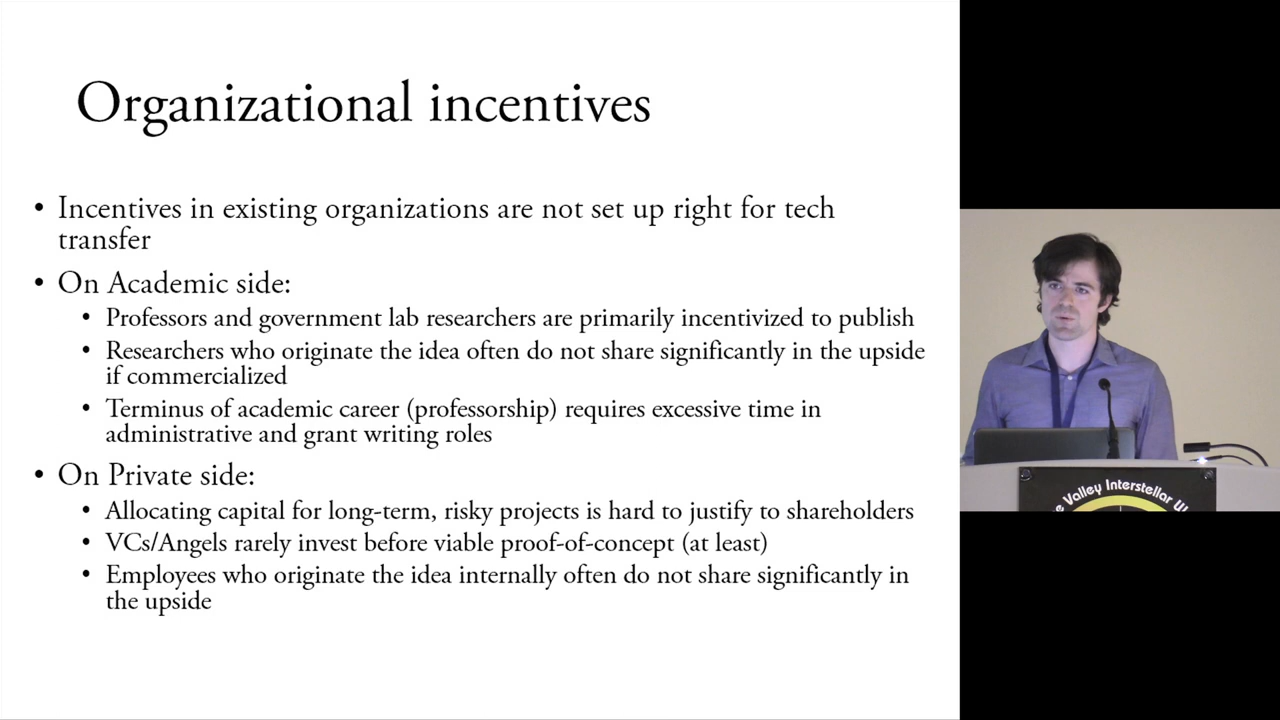 Organizational incentives
• Incentives in existing organizations are not set up right for tech
transfer
• On Academic side:
• Professors and government lab researchers are primarily incentivized to publish
• Researchers who originate the idea often do not share significantly in the upside
if commercialized
• Terminus of academic career (professorship) requires excessive time in
administrative and grant writing roles
• On Private side:
• Allocating capital for long-term, risky projects is hard to justify to shareholders
• VCs/Angels rarely invest before viable proof-of-concept (at least)
• Employees who originate the idea internally often do not share significantly in
the upside
Valley Interstellar